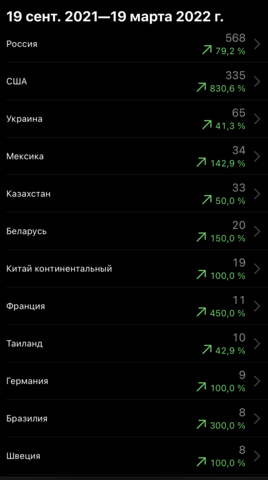 19 сент. 2021—19 марта 2022 г.
Россия
568
79,2 %
США
335
830,6 %
Украина
65
41,3 %
Мексика
34
142,9 %
Казахстан
33
50,0 %
Беларусь
20
150,0 %
Китай континентальный
19
100,0 %
Франция
11
450,0 %
Таиланд
10
42,9 %
Германия
9
100,0 %
Бразилия
8
300,0 %
Швеция
8
100,0 %